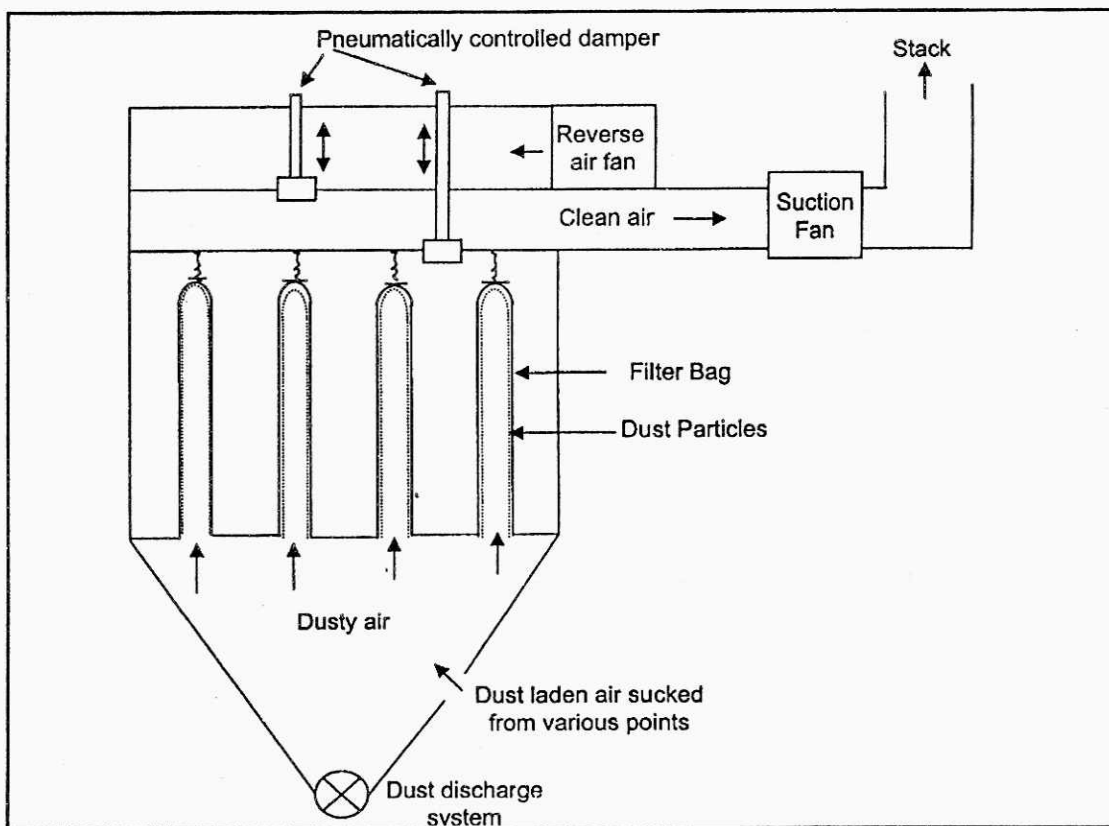 Pneumatically controlled damper
Stack
Reverse
air fan
Clean air
Suction
Fan
Filter Bag
Dust Particles
Dusty air
Dust laden air sucked
from various points
Dust discharge
system